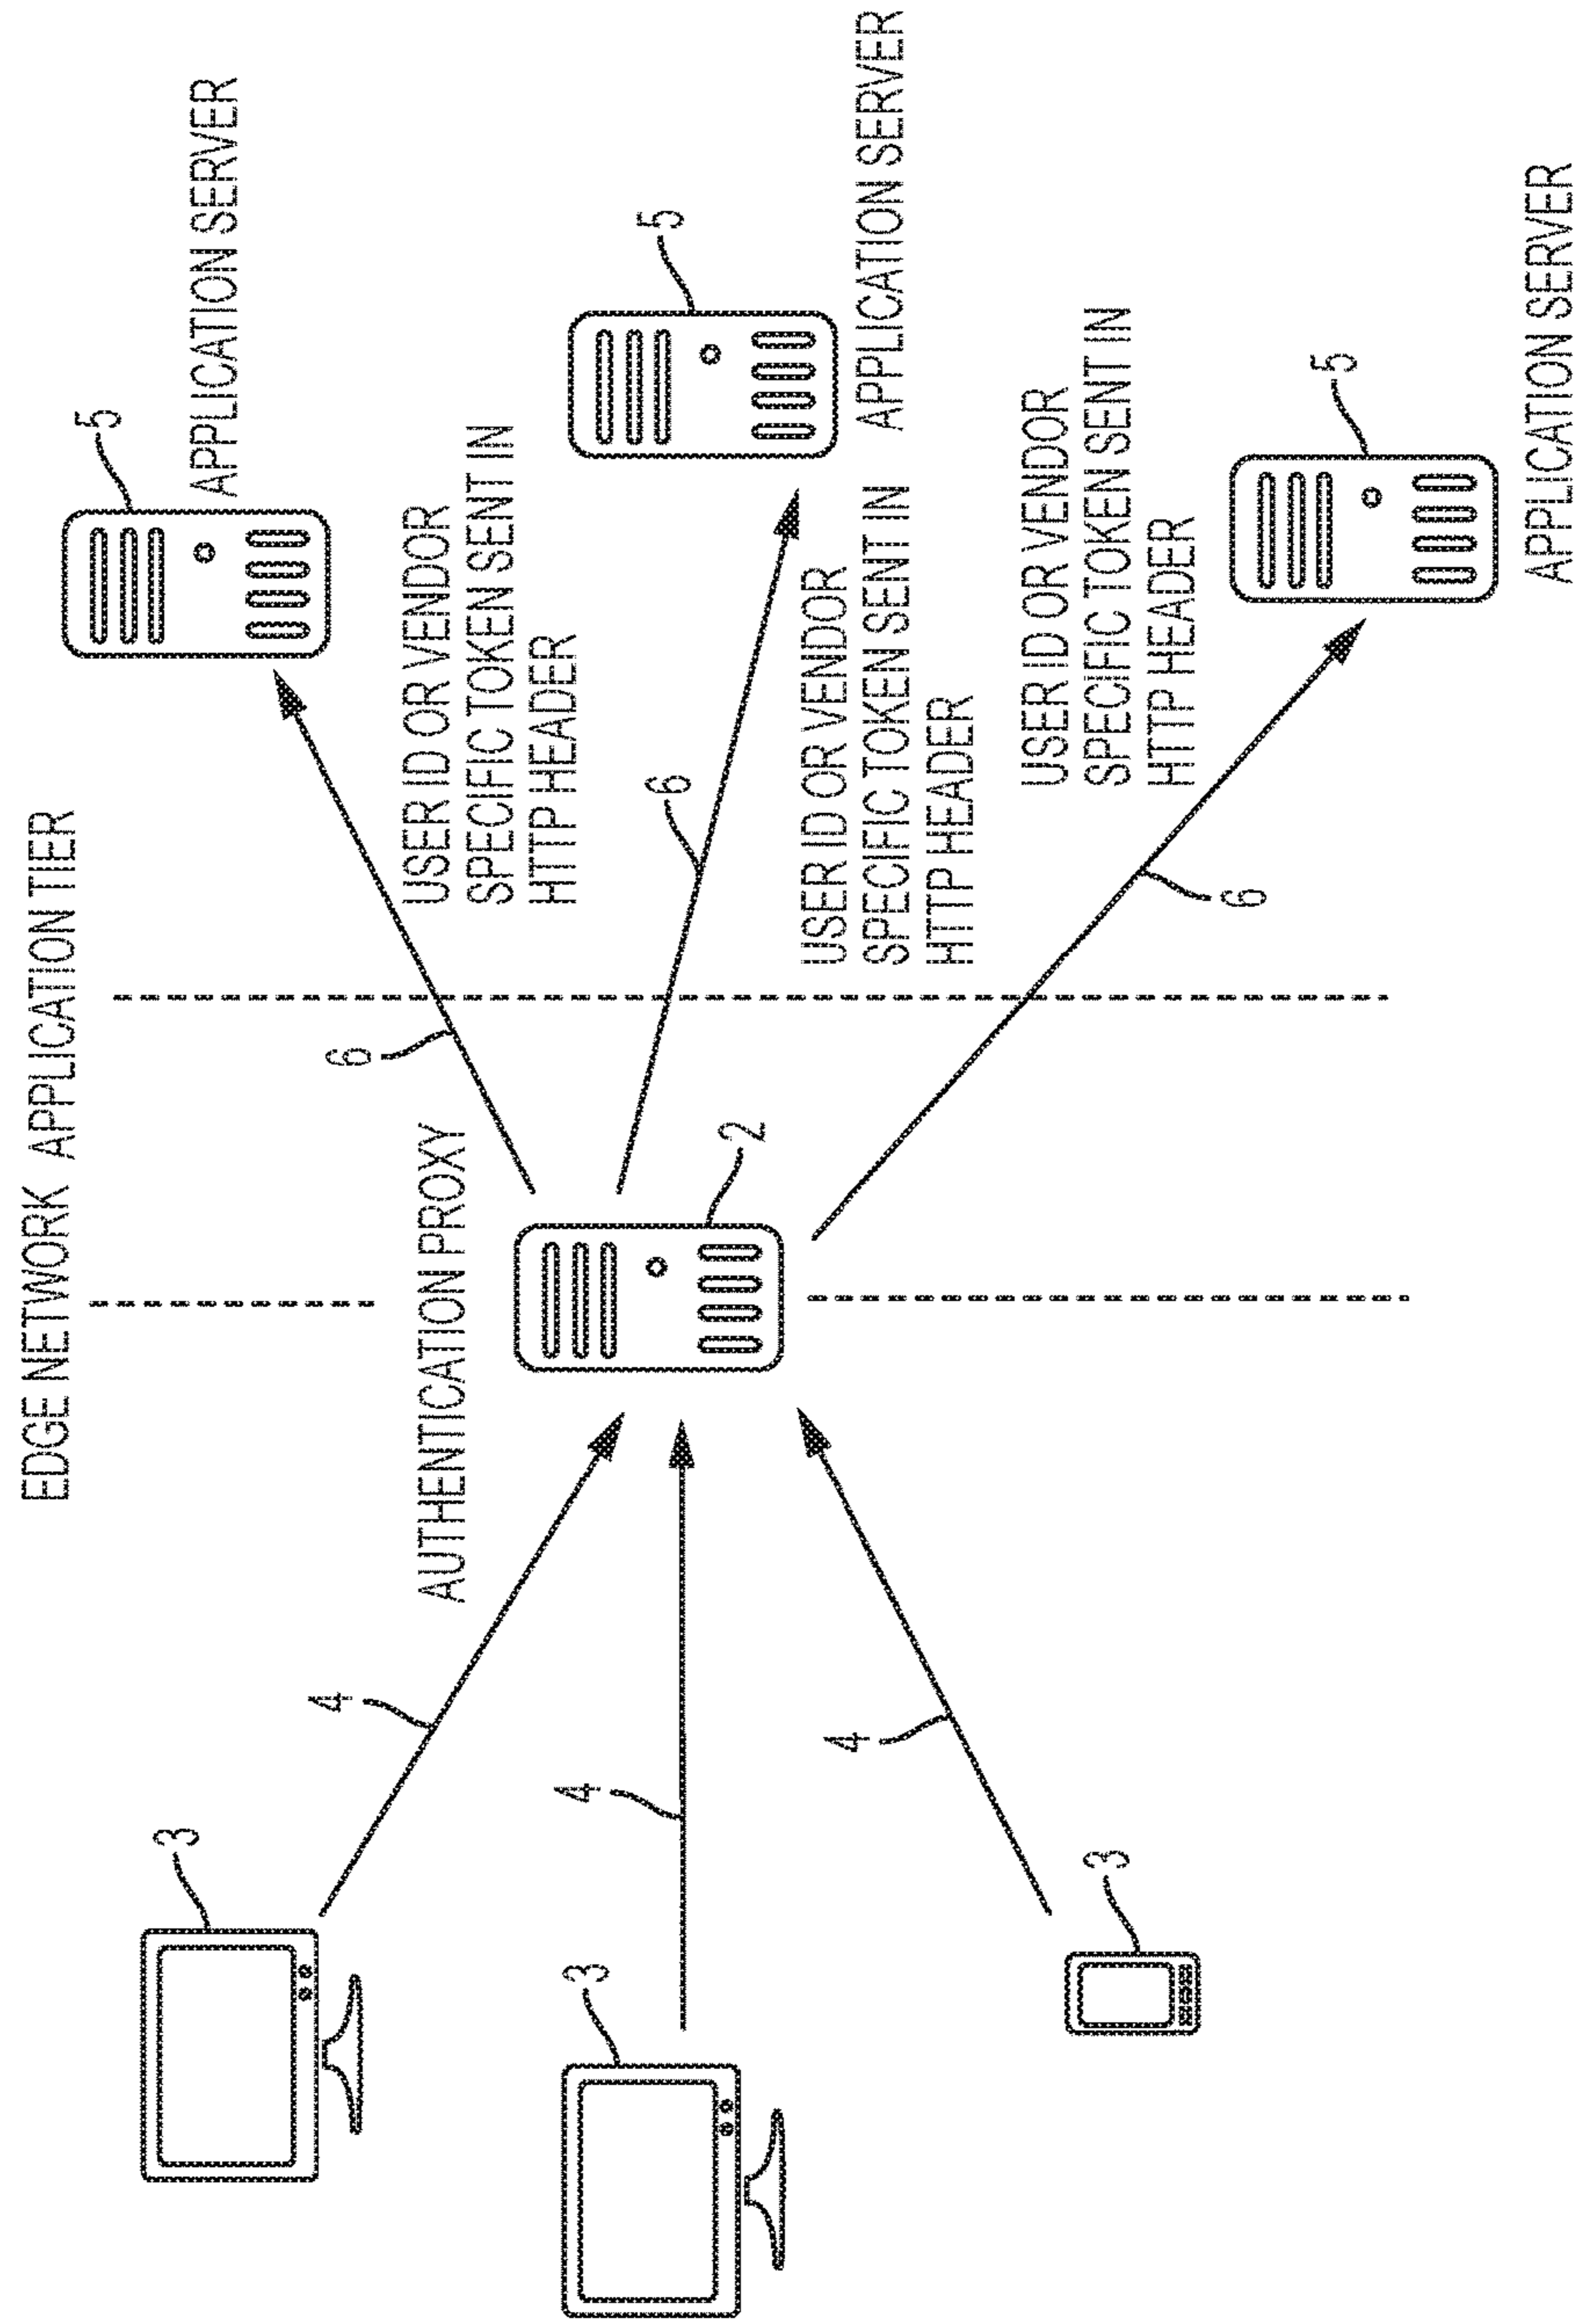 EDGE NETWORK
APPLICATION TIER
3
4
AUTHENTICATION PROXY
6
5
APPLICATION SERVER
USER ID OR VENDOR
SPECIFIC TOKEN SENT IN
HTTP HEADER
3
4
2
6
5
APPLICATION SERVER
USER ID OR VENDOR
SPECIFIC TOKEN SENT IN
HTTP HEADER
3
4
6
USER ID OR VENDOR
SPECIFIC TOKEN SENT IN
HTTP HEADER
5
APPLICATION SERVER